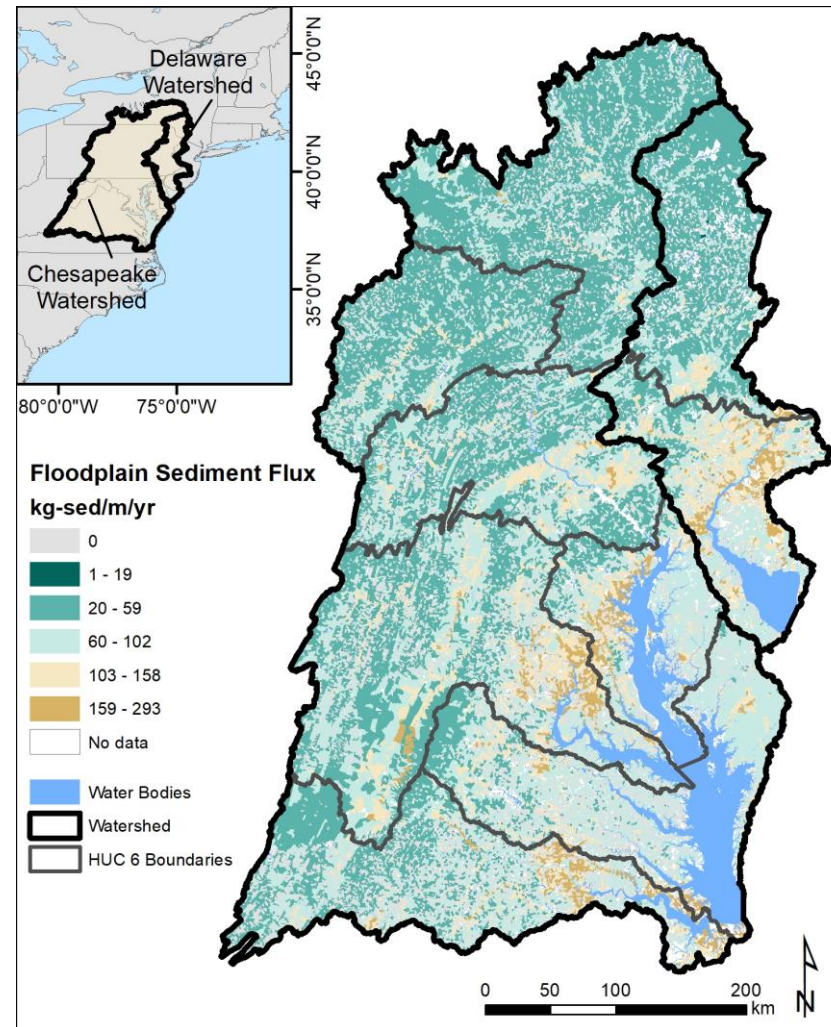 Delaware
Watershed
Chesapeake
Watershed
45°0'0"N
40°0'0"N
35°0'0"N
80°0'0"W
75°0'0"W
Floodplain Sediment Flux
kg-sed/m/yr
0
1 - 19
20 - 59
60 - 102
103 - 158
159 - 293
No data
Water Bodies
Watershed
HUC 6 Boundaries
0 50 100 200
km
N